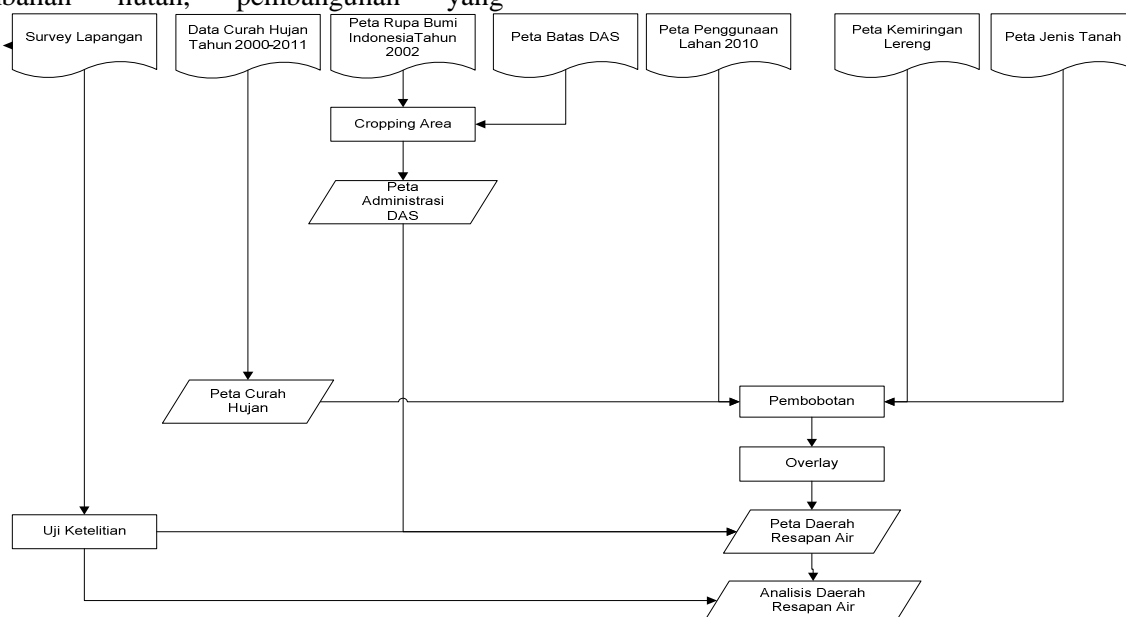 hutan, pembangunan yang
Survey Lapangan
Data Curah Hujan
Tahun 2000-2011
Peta Rupa Bumi
IndonesiaTahun
2002
Peta Batas DAS
Peta Penggunaan
Lahan 2010
Peta Kemiringan
Lereng
Peta Jenis Tanah
Cropping Area
Peta
Administrasi
DAS
Peta Curah
Hujan
Pembobotan
Overlay
Uji Ketelitian
Peta Daerah
Resapan Air
Analisis Daerah
Resapan Air